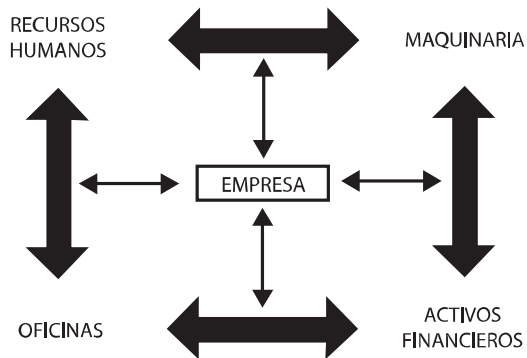 RECURSOS
HUMANOS
MAQUINARIA
EMPRESA
OFICINAS
ACTIVOS
FINANCIEROS